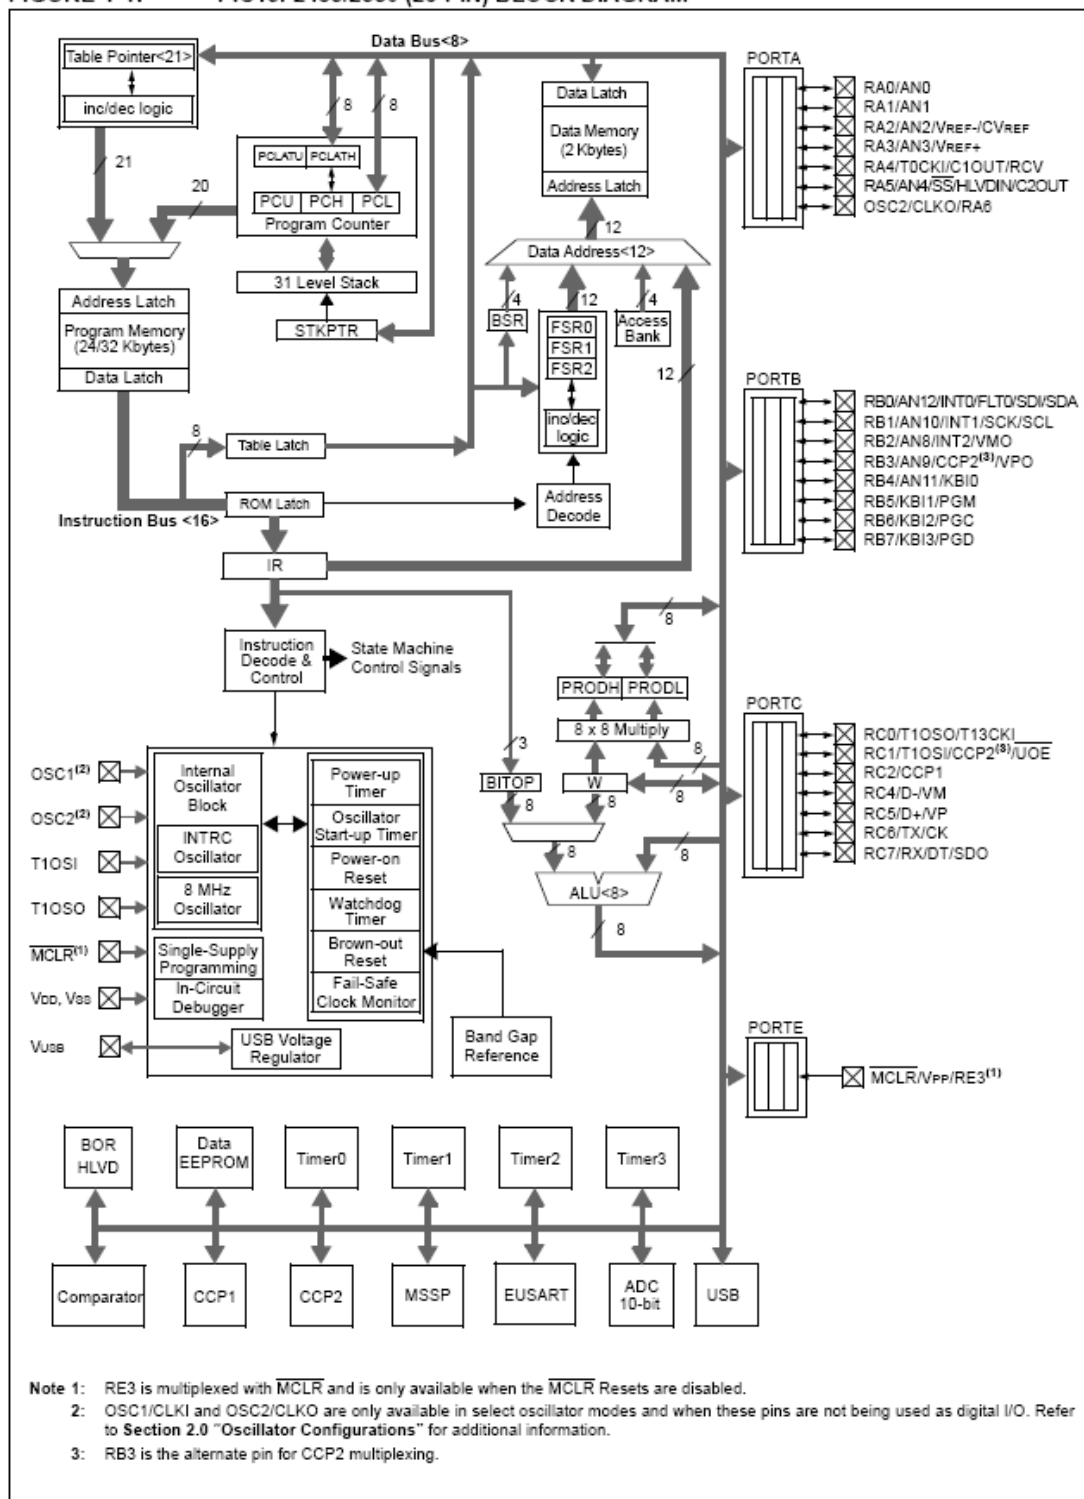 Data Bus<8>
Table Pointer<21>
inc/dec logic
21
20
8
8
PCLATU PCLATH
PCU PCH PCL
Program Counter
31 Level Stack
STKPTR
Address Latch
Program Memory
(24/32 Kbytes)
Data Latch
8
Instruction Bus <16>
Table Latch
ROM Latch
IR
Data Latch
Data Memory
(2 Kbytes)
Address Latch
12
Data Address<12>
4
12
4
BSR
FSR0
FSR1
FSR2
inc/dec
logic
Access
Bank
12
Address
Decode
Instruction
Decode &
Control
State Machine
Control Signals
8
PRODH PRODL
8 x 8 Multiply
3
8
BITOP
W
8
8
8
8
8
ALU<8>
8
OSC1(2)
OSC2(2)
T1OSI
T1OSO
MCLR(1)
VDD, VSS
VUSB
Internal
Oscillator
Block
INTRC
Oscillator
8 MHz
Oscillator
Single-Supply
Programming
In-Circuit
Debugger
Power-up
Timer
Oscillator
Start-up Timer
Power-on
Reset
Watchdog
Timer
Brown-out
Reset
Fail-Safe
Clock Monitor
USB Voltage
Regulator
Band Gap
Reference
PORTA
RA0/AN0
RA1/AN1
RA2/AN2/VREF-/CVREF
RA3/AN3/VREF+
RA4/T0CKI/C1OUT/RCV
RA5/AN4/SS/HLVDIN/C2OUT
OSC2/CLKO/RA6
PORTB
RB0/AN12/INT0/FLT0/SDI/SDA
RB1/AN10/INT1/SCK/SCL
RB2/AN8/INT2/VMO
RB3/AN9/CCP2(3)/VPO
RB4/AN11/KBI0
RB5/KBI1/PGM
RB6/KBI2/PGC
RB7/KBI3/PGD
PORTC
RC0/T1OSO/T13CKI
RC1/T1OSI/CCP2(3)/UOE
RC2/CCP1
RC4/D-/VM
RC5/D+/VP
RC6/TX/CK
RC7/RX/DT/SDO
PORTE
MCLR/VPP/RE3(1)
BOR
HLVD
Data
EEPROM
Timer0
Timer1
Timer2
Timer3
Comparator
CCP1
CCP2
MSSP
EUSART
ADC
10-bit
USB
Note 1: RE3 is multiplexed with MCLR and is only available when the MCLR Resets are disabled.
2: OSC1/CLKI and OSC2/CLKO are only available in select oscillator modes and when these pins are not being used as digital I/O. Refer
to Section 2.0 "Oscillator Configurations" for additional information.
3: RB3 is the alternate pin for CCP2 multiplexing.